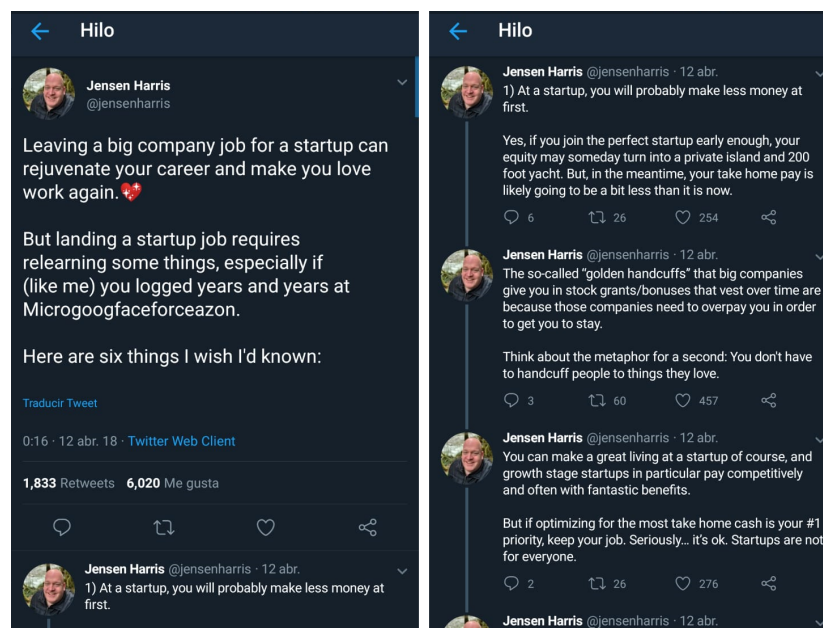 Hilo
Jensen Harris
@jensenharris
Leaving a big company job for a startup can
rejuvenate your career and make you love
work again.💖
But landing a startup job requires
relearning some things, especially if
(like me) you logged years and years at
Microgoogfaceforceazon.
Here are six things I wish I'd known:
Traducir Tweet
0:16 · 12 abr. 18 · Twitter Web Client
1,833 Retweets 6,020 Me gusta
Jensen Harris @jensenharris · 12 abr.
1) At a startup, you will probably make less money at
first.
Hilo
Jensen Harris @jensenharris · 12 abr.
1) At a startup, you will probably make less money at
first.
Yes, if you join the perfect startup early enough, your
equity may someday turn into a private island and 200
foot yacht. But, in the meantime, your take home pay is
likely going to be a bit less than it is now.
6 26 254
Jensen Harris @jensenharris · 12 abr.
The so-called “golden handcuffs” that big companies
give you in stock grants/bonuses that vest over time are
because those companies need to overpay you in order
to get you to stay.
Think about the metaphor for a second: You don't have
to handcuff people to things they love.
3 60 457
Jensen Harris @jensenharris · 12 abr.
You can make a great living at a startup of course, and
growth stage startups in particular pay competitively
and often with fantastic benefits.
But if optimizing for the most take home cash is your #1
priority, keep your job. Seriously... it's ok. Startups are not
for everyone.
2 26 276
Jensen Harris @jensenharris · 12 abr.